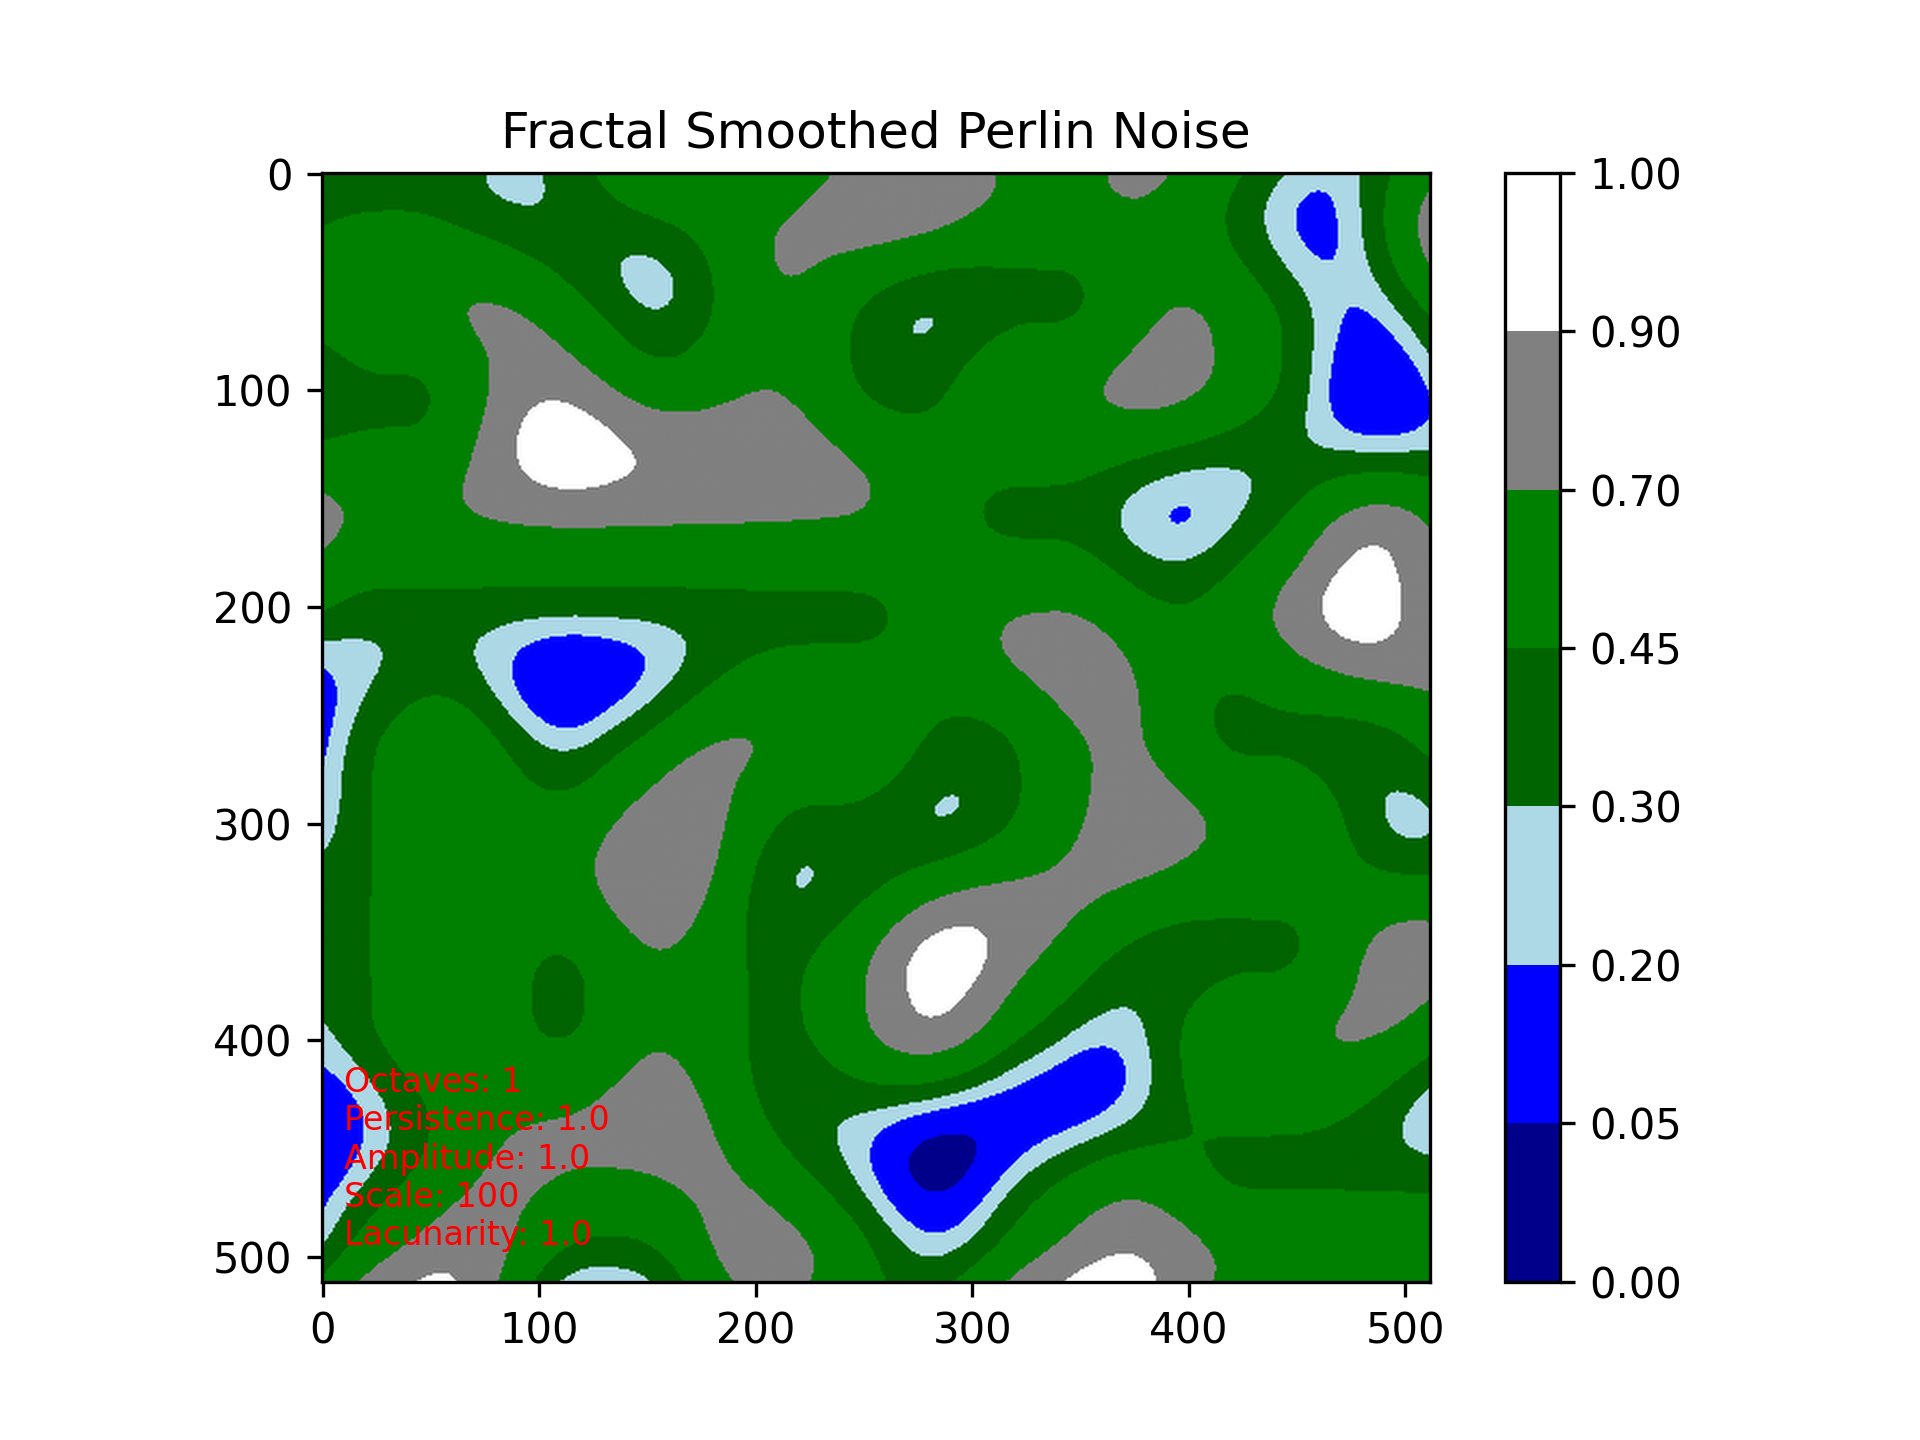 Fractal Smoothed Perlin Noise
0
100
200
300
400
500
0 100 200 300 400 500
Octaves: 1
Persistence: 1.0
Amplitude: 1.0
Scale: 100
Lacunarity: 1.0
1.00
0.90
0.70
0.45
0.30
0.20
0.05
0.00